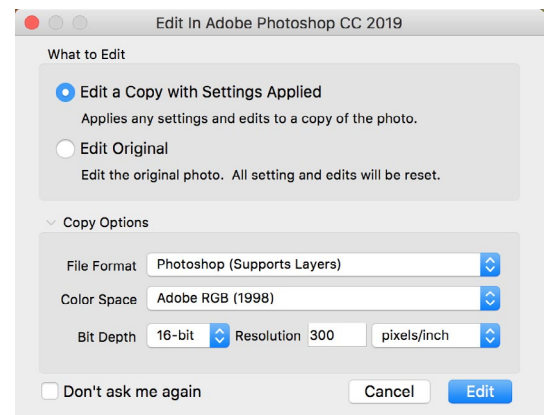 Edit In Adobe Photoshop CC 2019
What to Edit
Edit a Copy with Settings Applied
Applies any settings and edits to a copy of the photo.
Edit Original
Edit the original photo.  All setting and edits will be reset.
Copy Options
File Format Photoshop (Supports Layers)
Color Space Adobe RGB (1998)
Bit Depth 16-bit Resolution 300 pixels/inch
Don't ask me again Cancel Edit